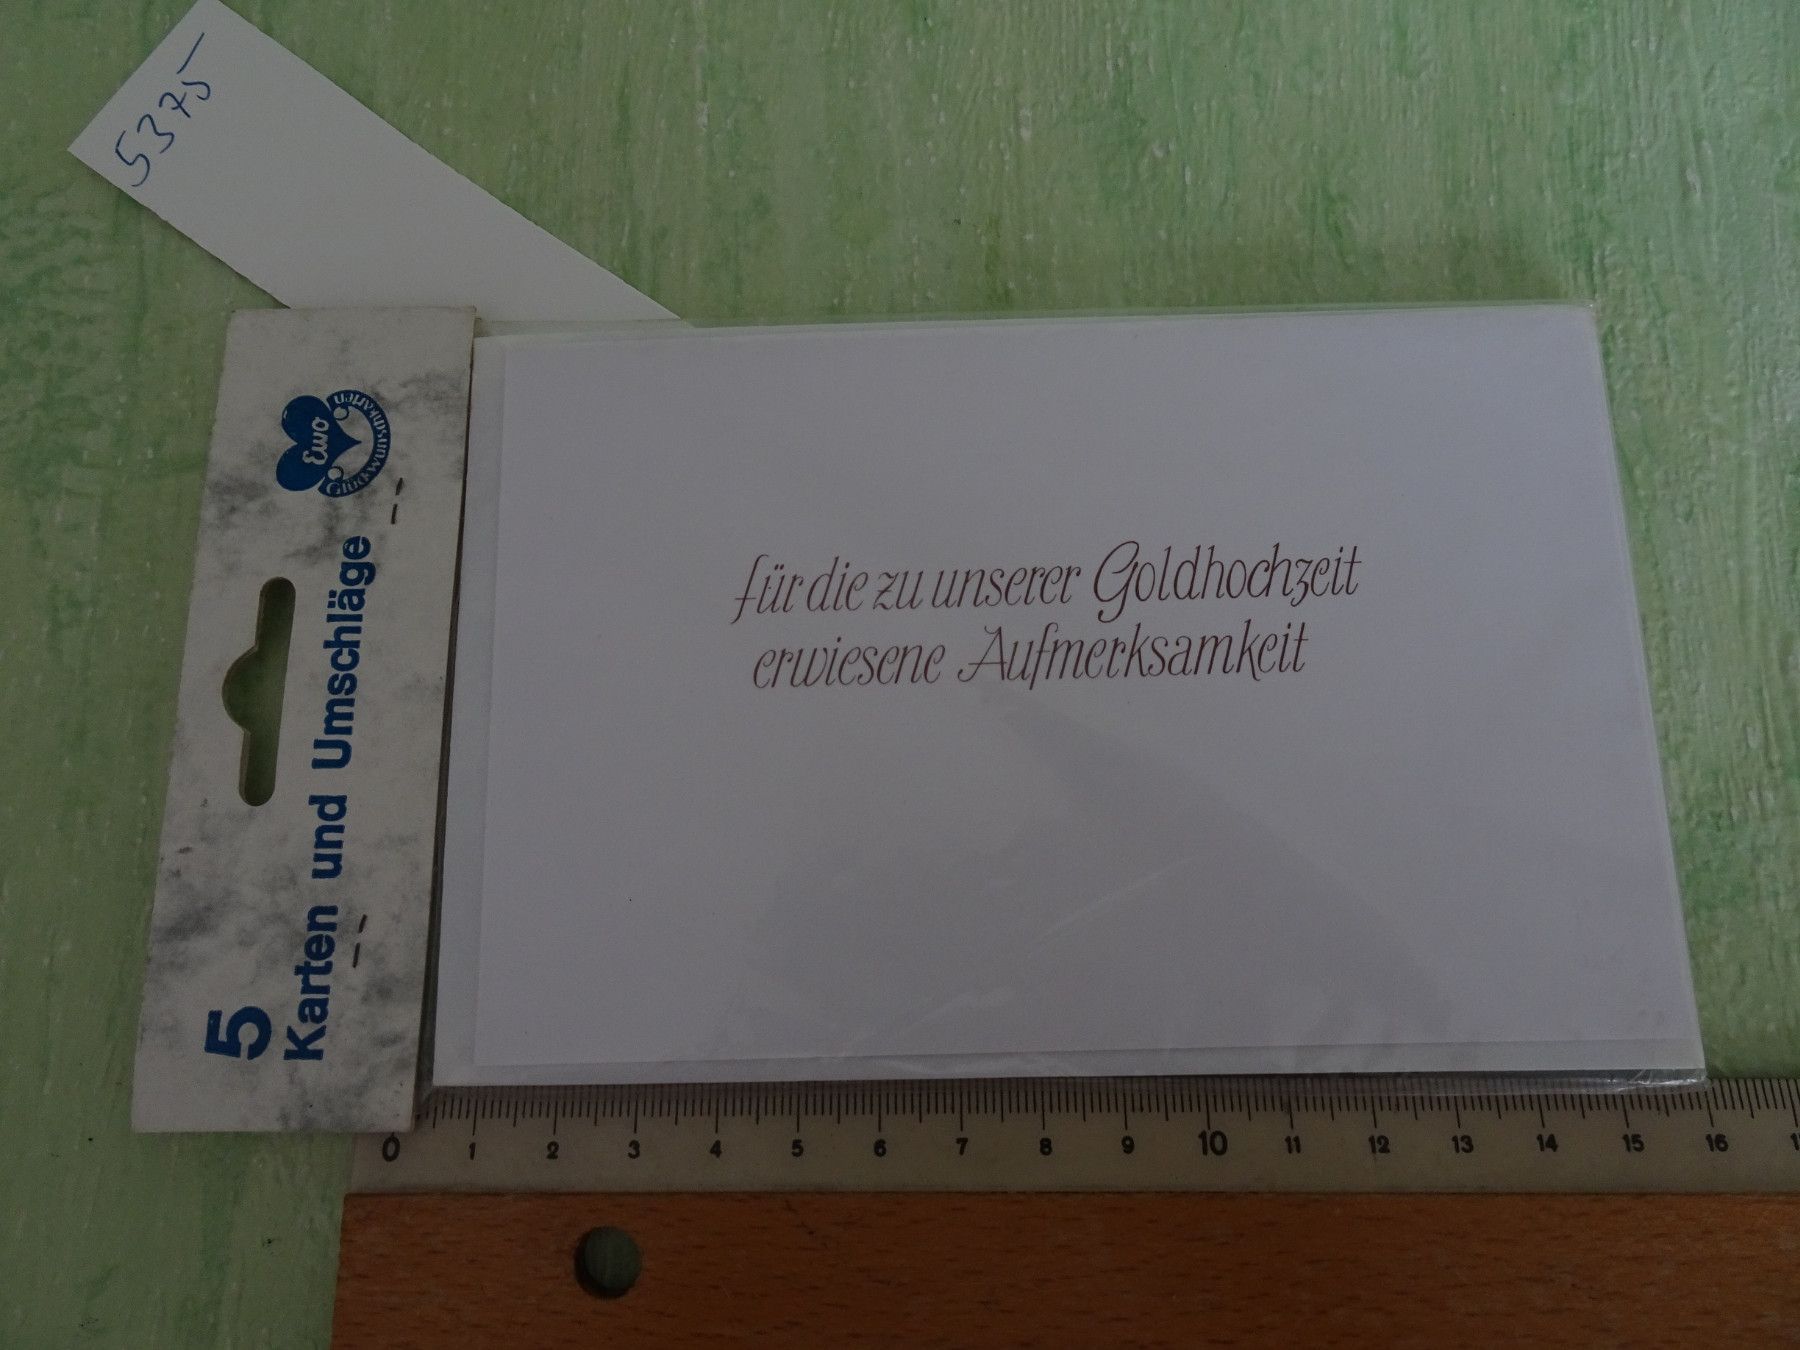 5375
Ewo
Glückwunschkarten
5
Karten und Umschläge
für die zu unserer Goldhochzeit
erwiesene Aufmerksamkeit
0 1 2 3 4 5 6 7 8 9 10 11 12 13 14 15 16